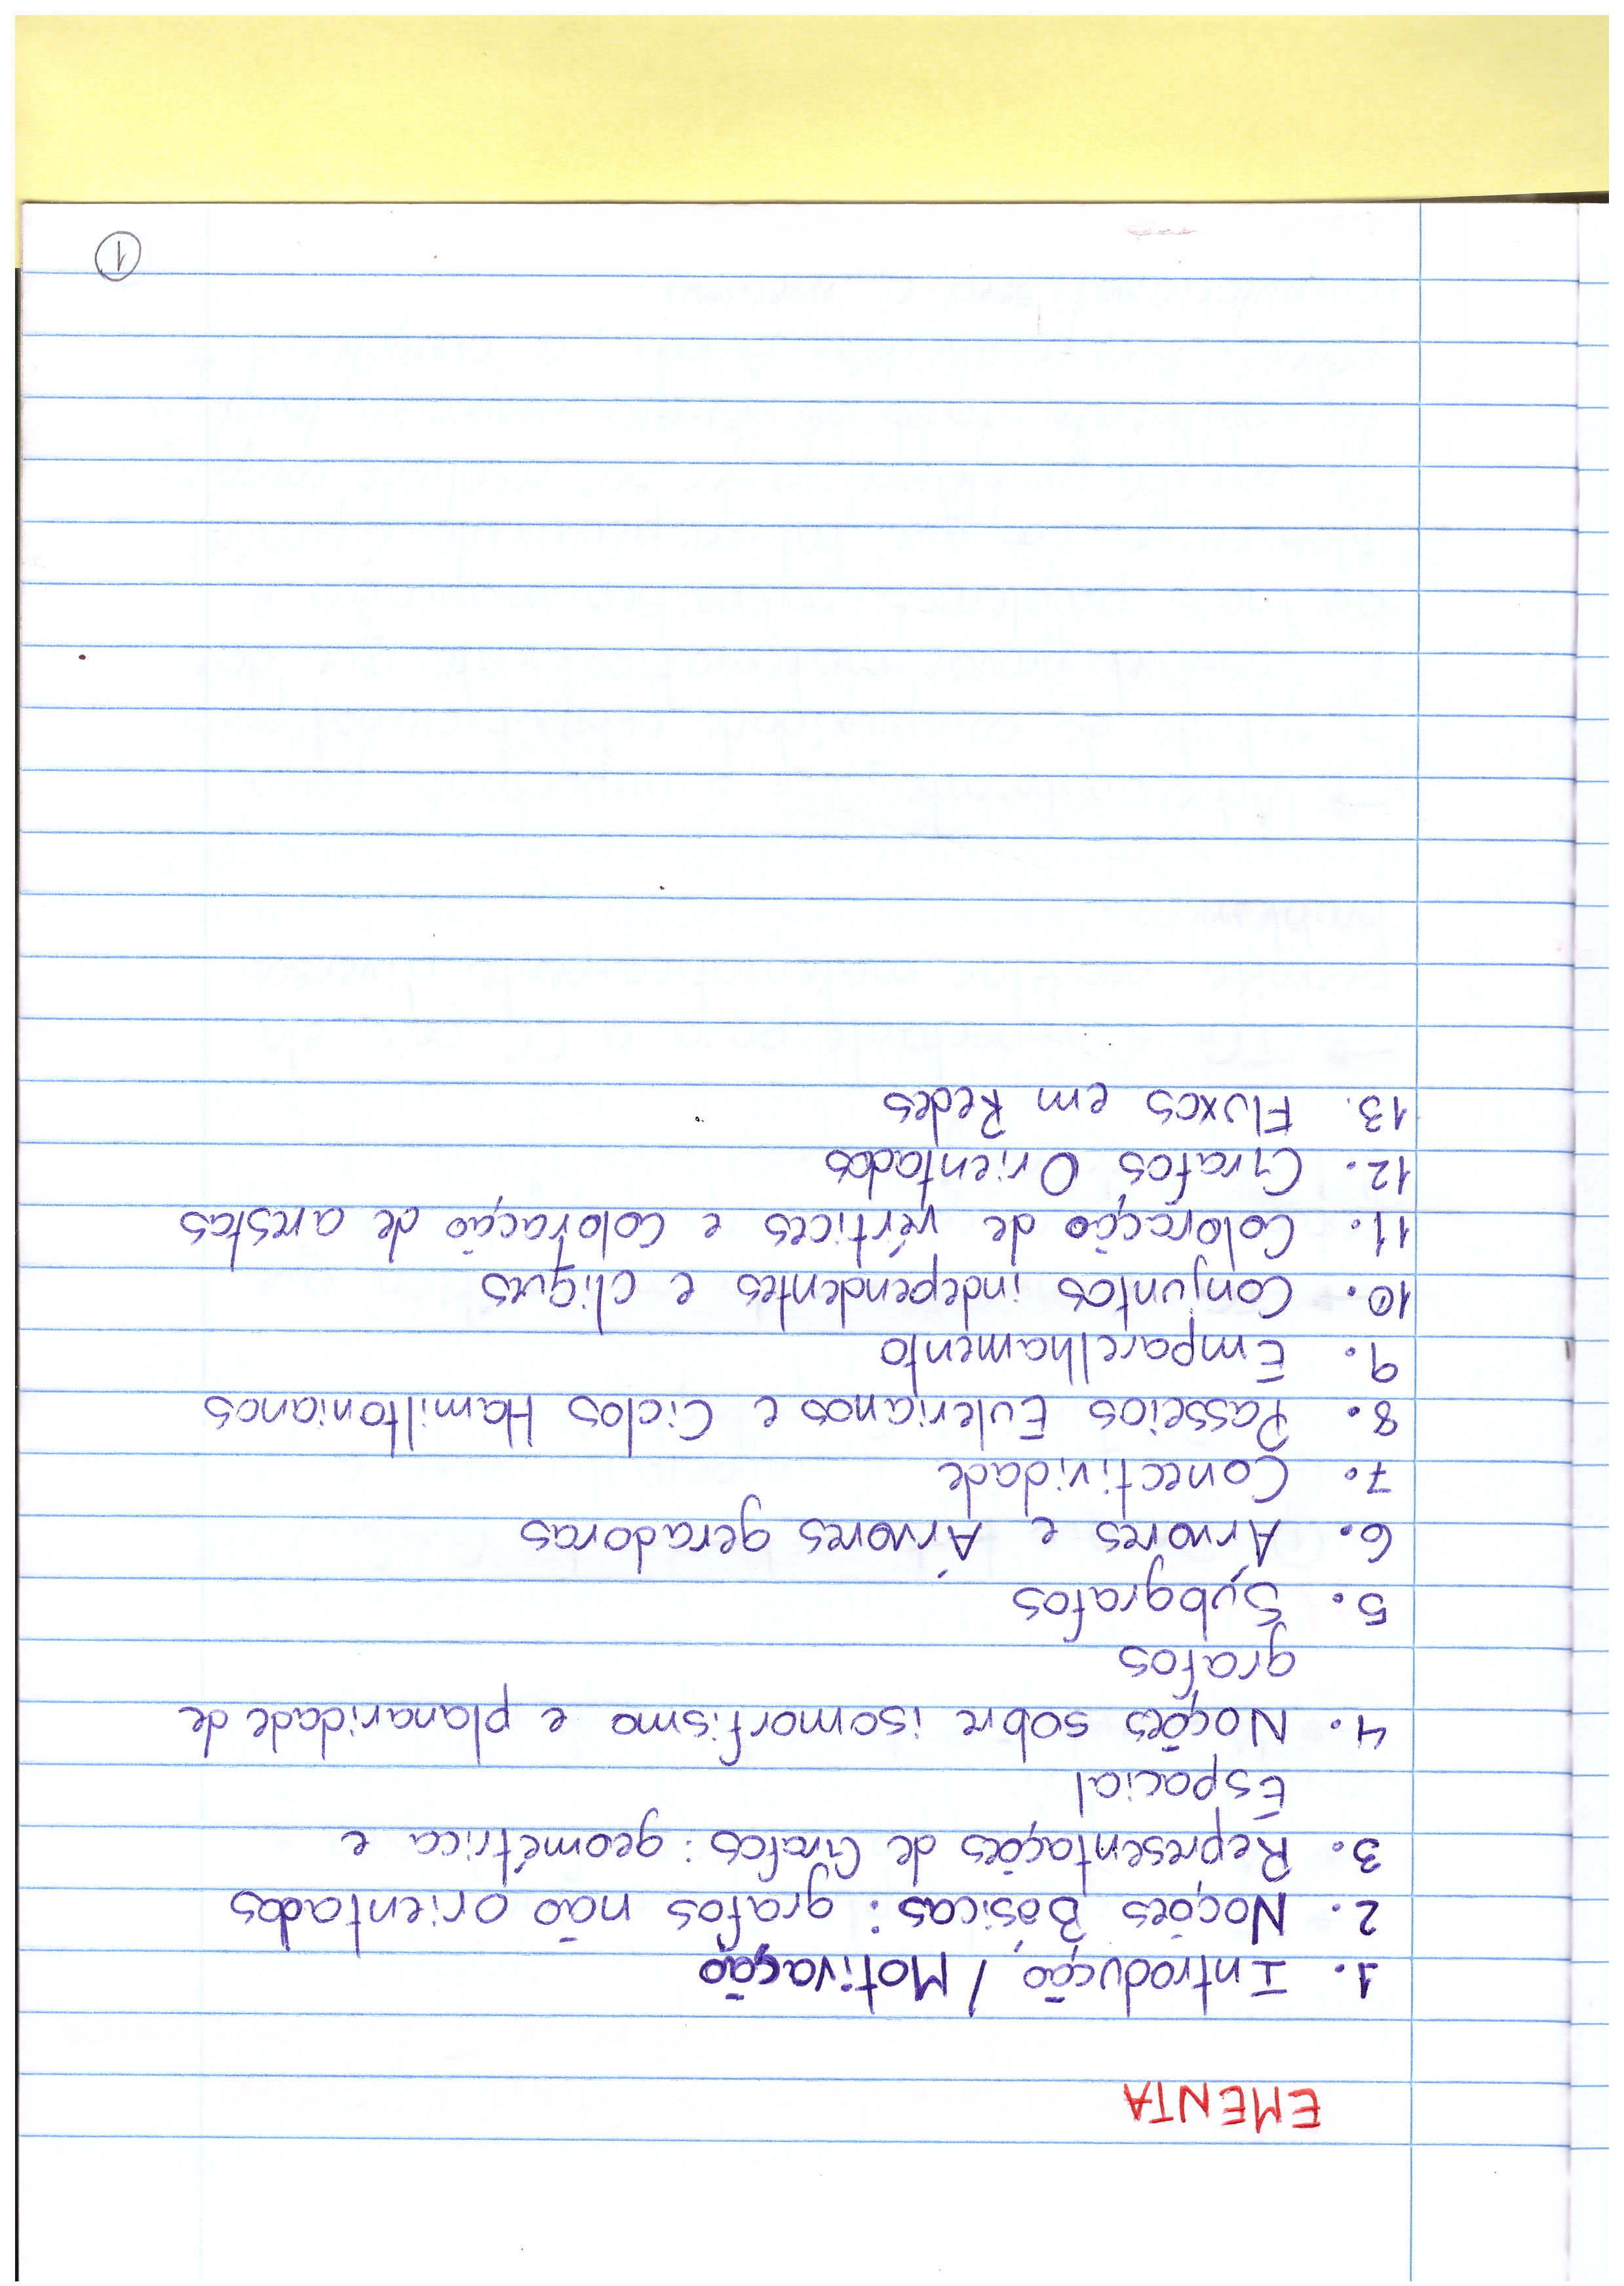 EMENTA
1. Introdução / Motivação
2. Noções Básicas: grafos não orientados
3. Representações de Grafos: geométrica e
Espacial
4. Noções sobre isomorfismo e planaridade de
grafos
5. Subgrafos
6. Árvores e Árvores geradoras
7. Conectividade
8. Passeios Eulerianos e Ciclos Hamiltonianos
9. Emparelhamento
10. Conjuntos independentes e cliques
11. Coloração de vértices e coloração de arestas
12. Grafos Orientados
13. Fluxos em Redes
1